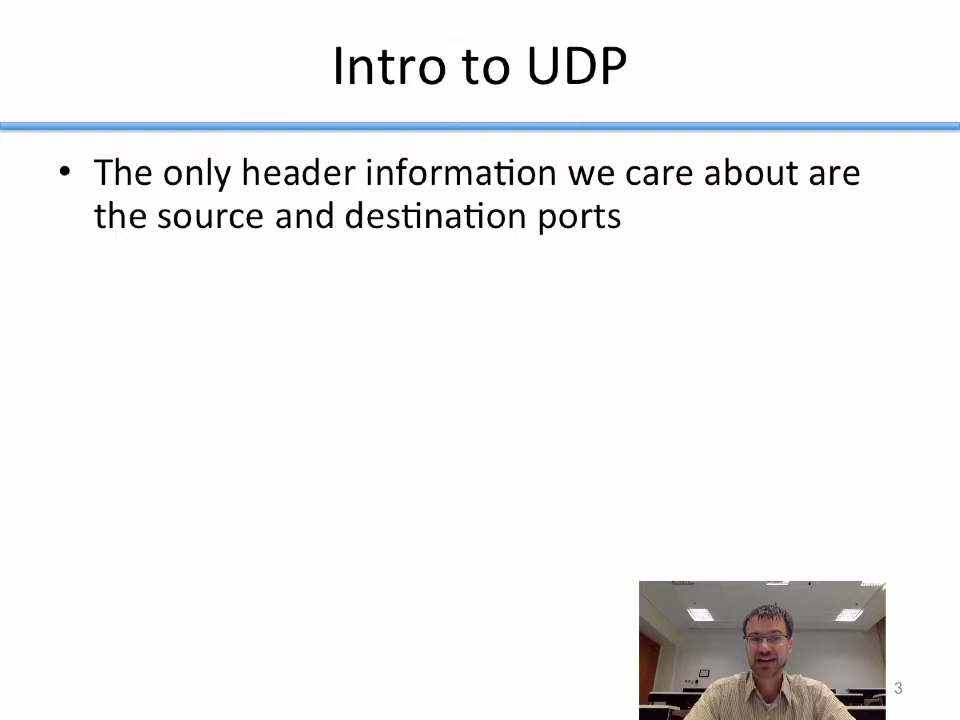 Intro to UDP
• The only header information we care about are
the source and destination ports
3